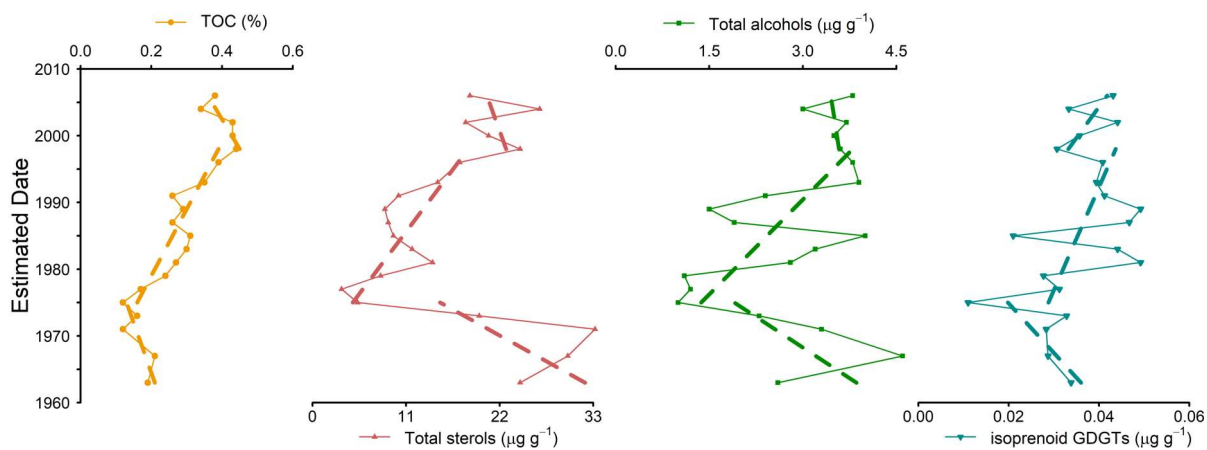 TOC (%)
0.0 0.2 0.4 0.6
Total alcohols (μg g⁻¹)
0.0 1.5 3.0 4.5
Estimated Date
2010
2000
1990
1980
1970
1960
0 11 22 33
Total sterols (μg g⁻¹)
0.00 0.02 0.04 0.06
isoprenoid GDGTs (μg g⁻¹)